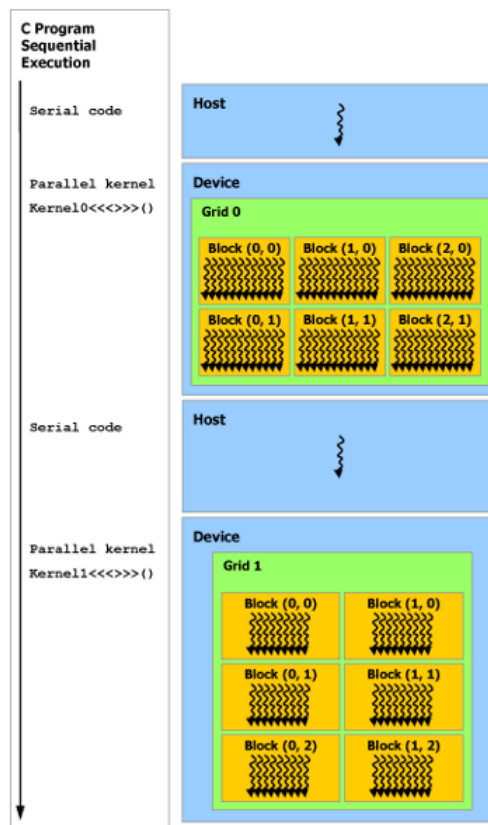 C Program
Sequential
Execution
Serial code
Host
Parallel kernel
Kernel0<<<>>>()
Device
Grid 0
Block (0, 0) Block (1, 0) Block (2, 0)
Block (0, 1) Block (1, 1) Block (2, 1)
Serial code
Host
Parallel kernel
Kernel1<<<>>>()
Device
Grid 1
Block (0, 0) Block (1, 0)
Block (0, 1) Block (1, 1)
Block (0, 2) Block (1, 2)